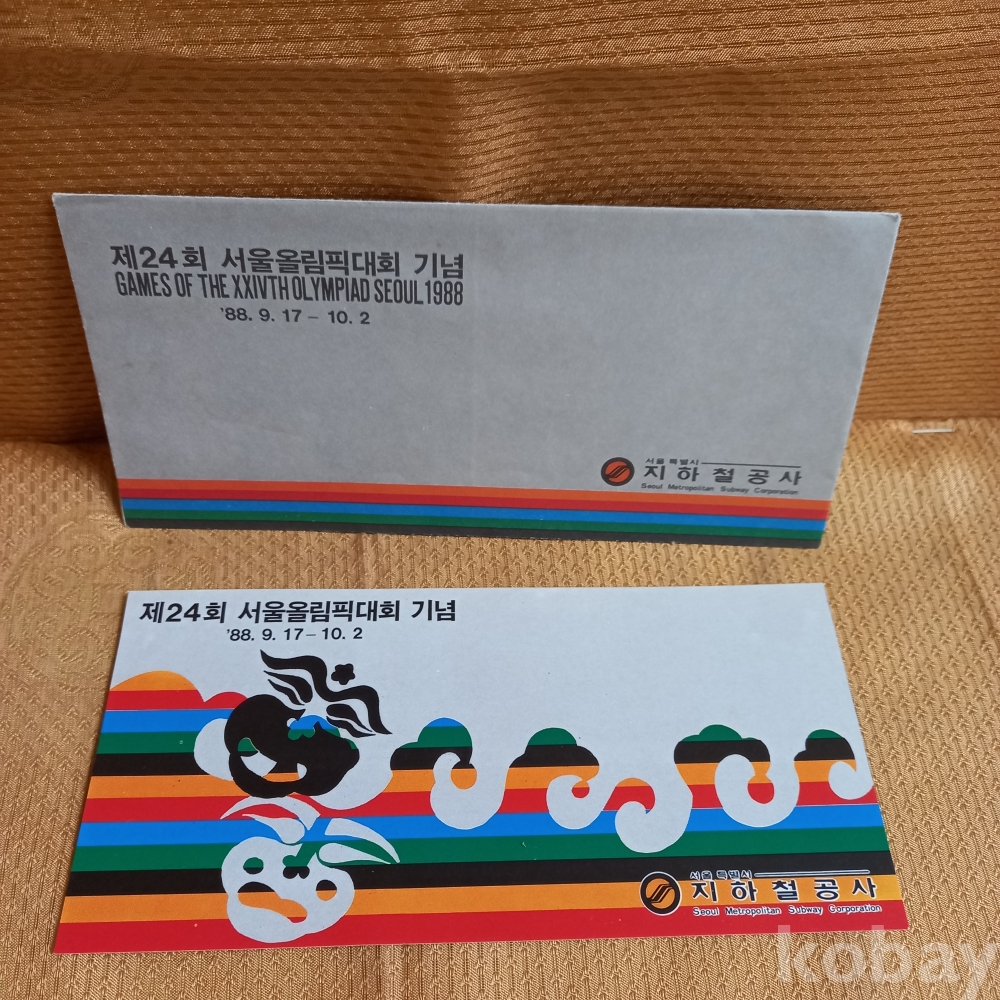 제24회 서울올림픽대회 기념
GAMES OF THE XXIVTH OLYMPIAD SEOUL 1988
'88. 9. 17 – 10. 2
서울 특별시
지하철공사
Seoul Metropolitan Subway Corporation
제24회 서울올림픽대회 기념
'88. 9. 17 – 10. 2
서울 특별시
지하철공사
Seoul Metropolitan Subway Corporation
kobay